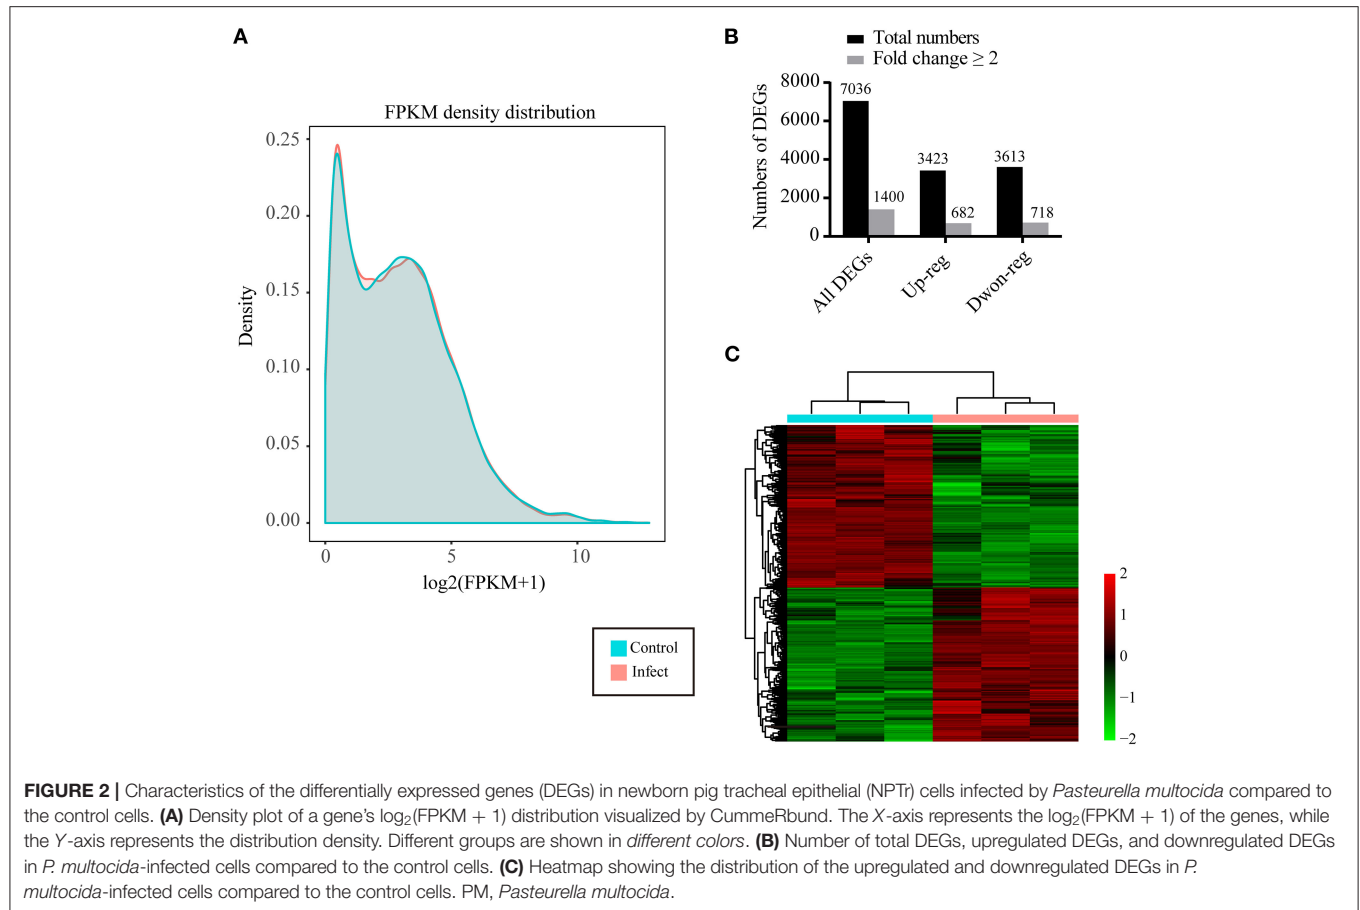 A
FPKM density distribution
0.25
0.20
0.15
0.10
0.05
0.00
Density
0
5
10
log2(FPKM+1)
Control
Infect
B
Total numbers
Fold change ≥ 2
8000
6000
4000
2000
0
Numbers of DEGs
7036
1400
3423
682
3613
718
All DEGs
Up-reg
Dwon-reg
C
2
1
0
−1
−2
FIGURE 2 | Characteristics of the differentially expressed genes (DEGs) in newborn pig tracheal epithelial (NPTr) cells infected by Pasteurella multocida compared to
the control cells. (A) Density plot of a gene's log₂(FPKM + 1) distribution visualized by CummeRbund. The X-axis represents the log₂(FPKM + 1) of the genes, while
the Y-axis represents the distribution density. Different groups are shown in different colors. (B) Number of total DEGs, upregulated DEGs, and downregulated DEGs
in P. multocida-infected cells compared to the control cells. (C) Heatmap showing the distribution of the upregulated and downregulated DEGs in P.
multocida-infected cells compared to the control cells. PM, Pasteurella multocida.